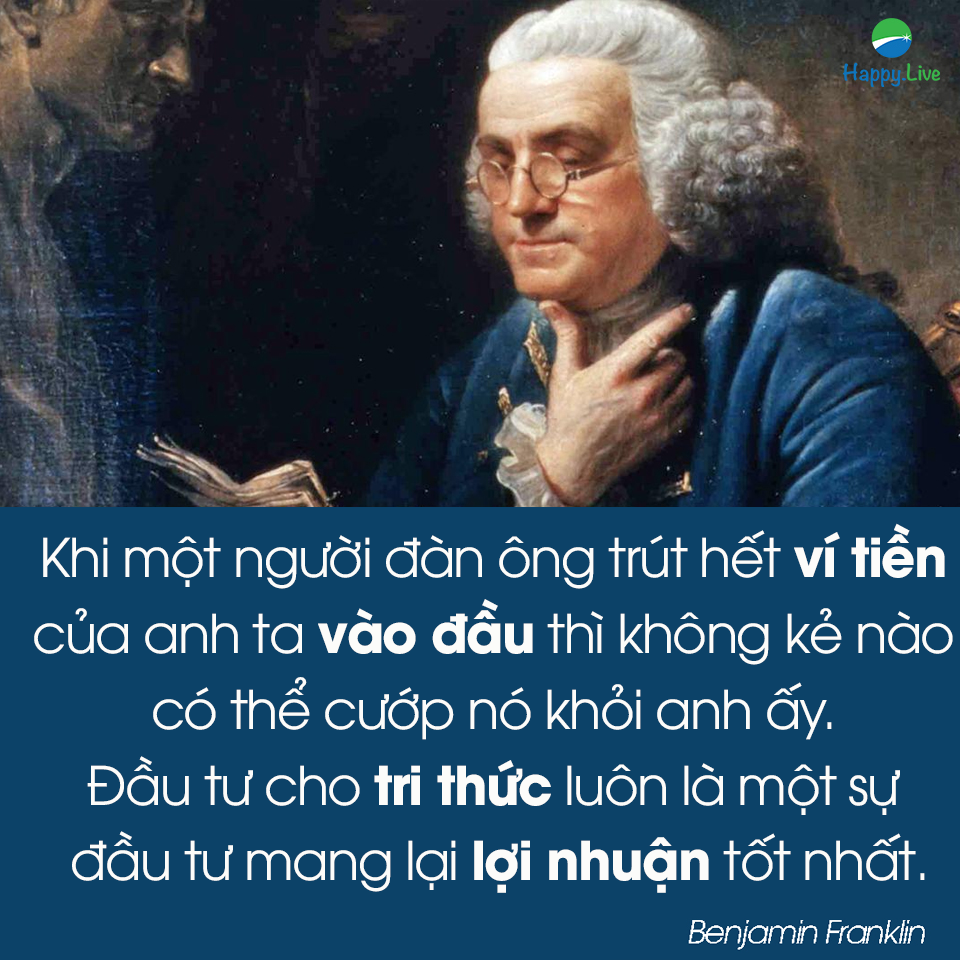 Happy.Live
Khi một người đàn ông trút hết ví tiền
của anh ta vào đầu thì không kẻ nào
có thể cướp nó khỏi anh ấy.
Đầu tư cho tri thức luôn là một sự
đầu tư mang lại lợi nhuận tốt nhất.
Benjamin Franklin